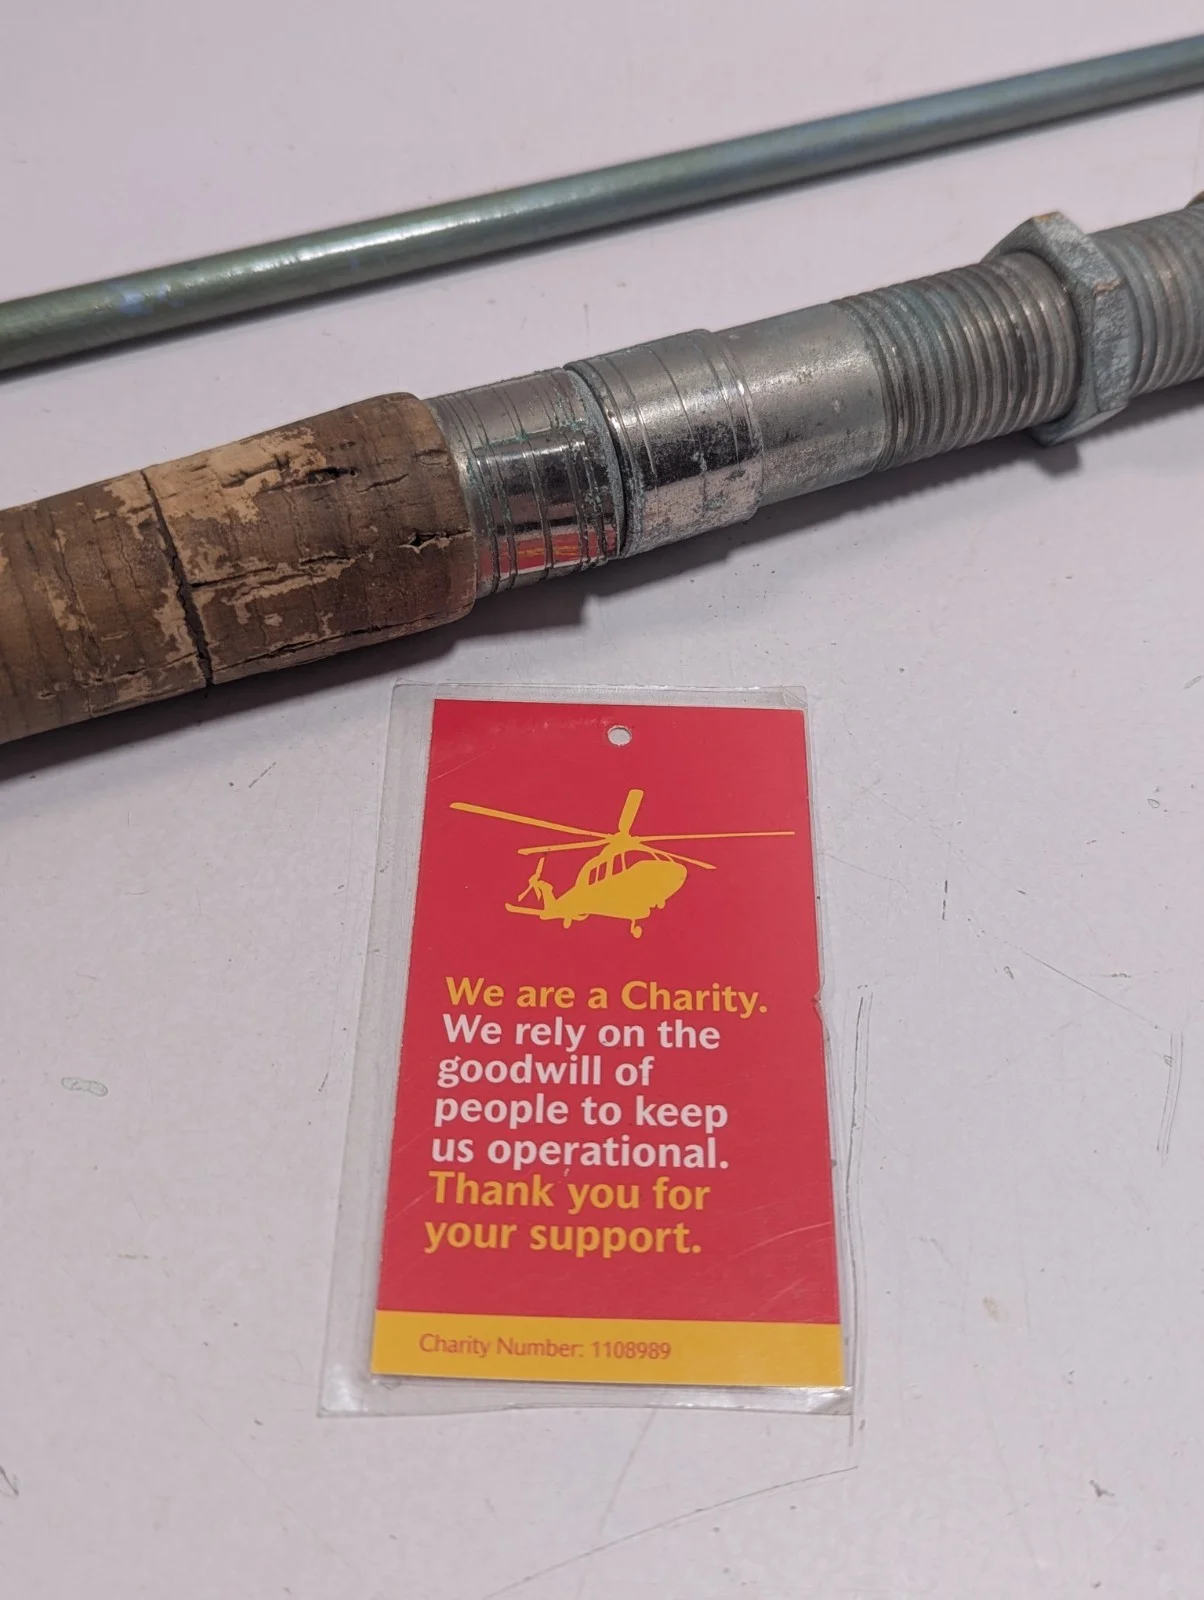 We are a Charity.
We rely on the
goodwill of
people to keep
us operational.
Thank you for
your support.
Charity Number: 1108989